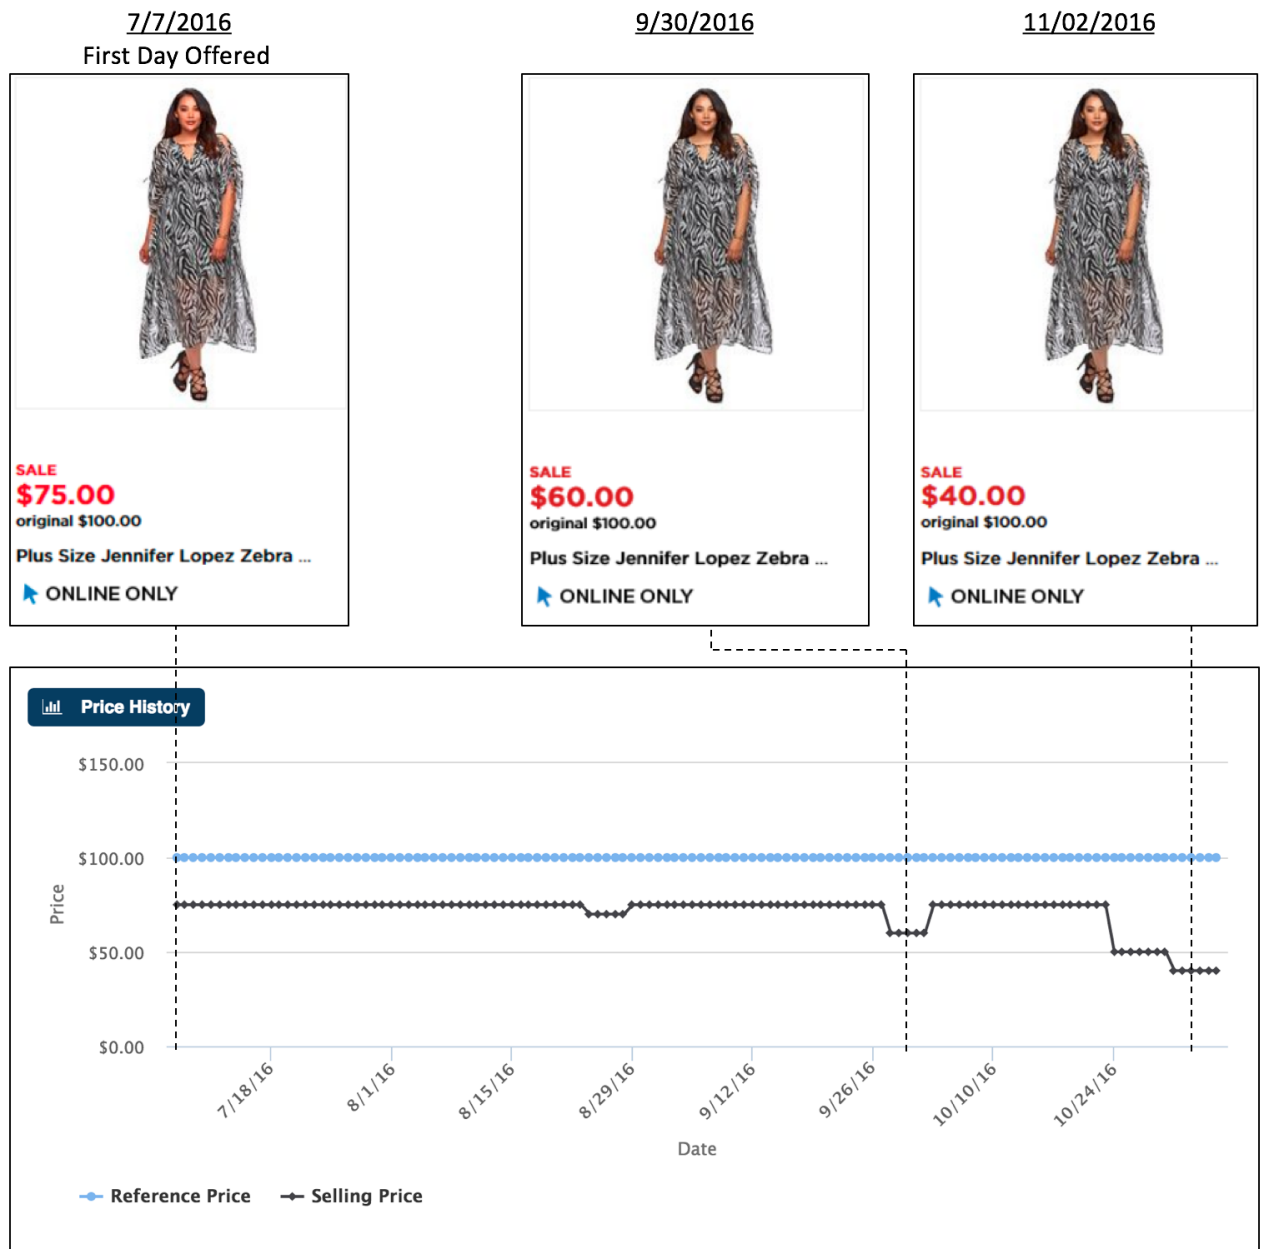 7/7/2016
First Day Offered
9/30/2016
11/02/2016
SALE
$75.00
original $100.00
Plus Size Jennifer Lopez Zebra ...
ONLINE ONLY
SALE
$60.00
original $100.00
Plus Size Jennifer Lopez Zebra ...
ONLINE ONLY
SALE
$40.00
original $100.00
Plus Size Jennifer Lopez Zebra ...
ONLINE ONLY
Price History
$150.00
$100.00
$50.00
$0.00
Price
7/18/16
8/1/16
8/15/16
8/29/16
9/12/16
9/26/16
10/10/16
10/24/16
Date
Reference Price
Selling Price